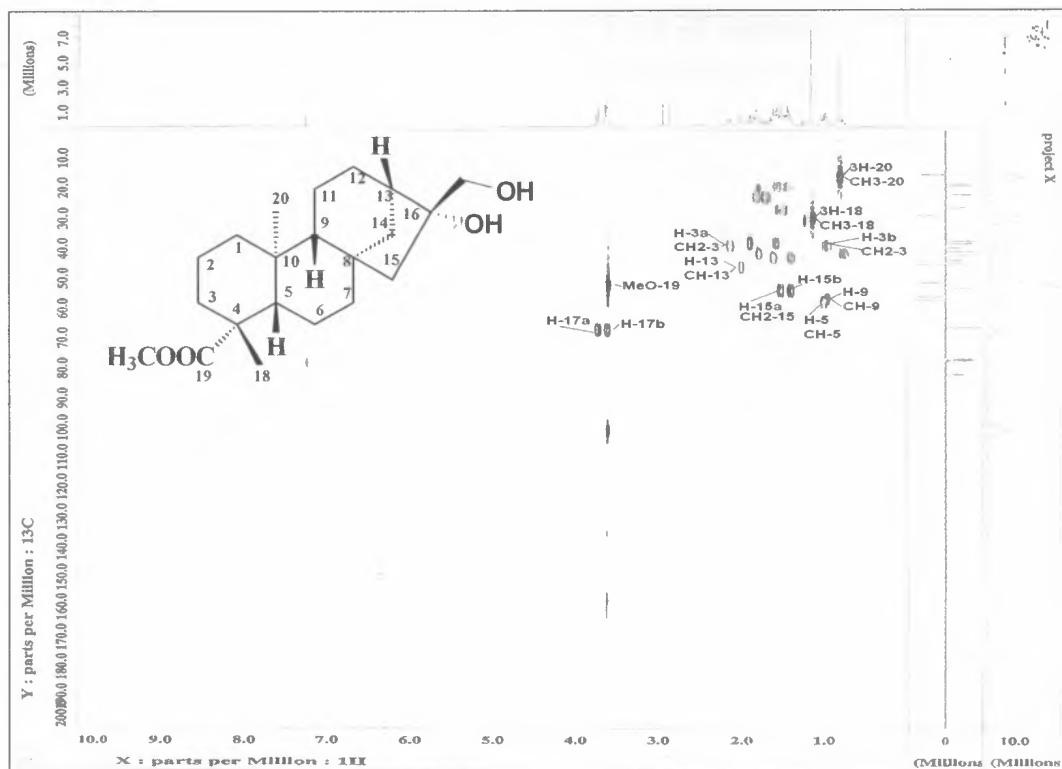 (Millions)
1.0 3.0 5.0 7.0
project X
H
12
13
OH
20
11
16
OH
14
9
1
2
10
8
15
H
3
5
7
4
6
H
H₃COOC
19
18
3H-20
CH3-20
3H-18
CH3-18
H-3a
CH2-3
H-3b
CH2-3
H-13
CH-13
H-15b
MeO-19
H-15a
CH2-15
H-9
CH-9
H-5
CH-5
H-17a
H-17b
Y : parts per Million : 13C
10.0 20.0 30.0 40.0 50.0 60.0 70.0 80.0 90.0 100.0 110.0 120.0 130.0 140.0 150.0 160.0 170.0 180.0 190.0
10.0 9.0 8.0 7.0 6.0 5.0 4.0 3.0 2.0 1.0 0 10.0
X : parts per Million : 1H
(Millions (Millions)